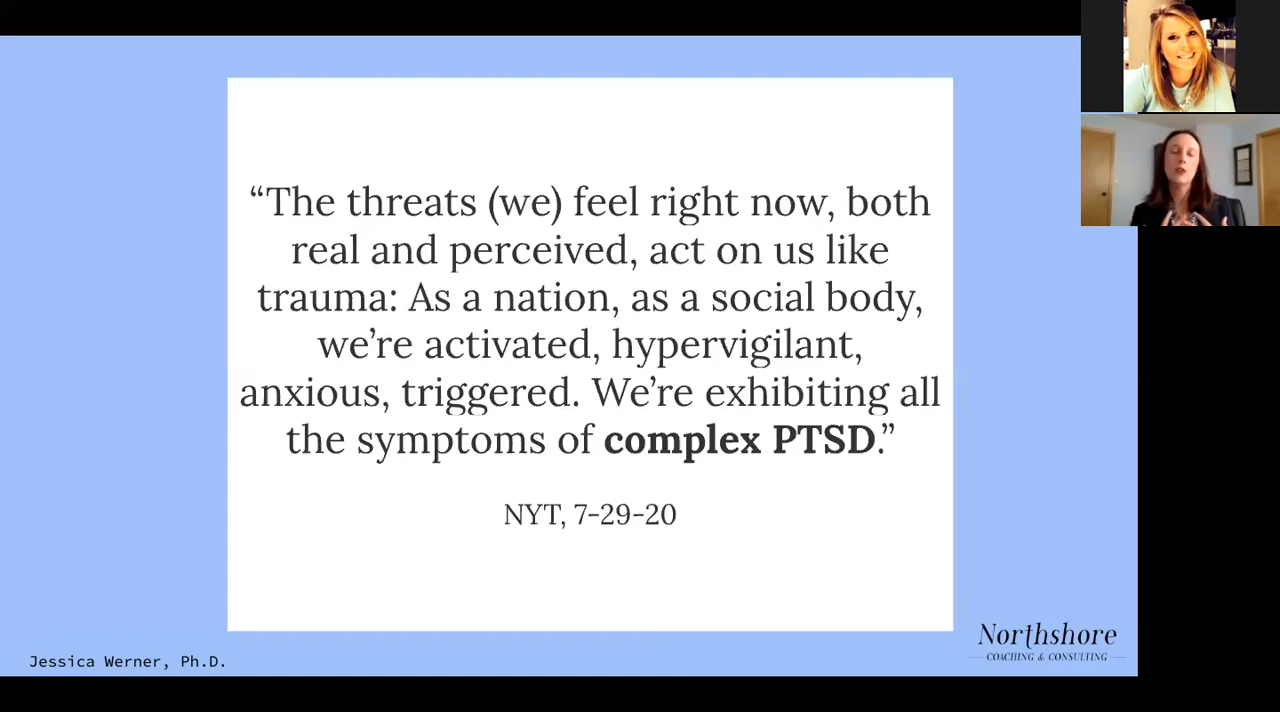 “The threats (we) feel right now, both
real and perceived, act on us like
trauma: As a nation, as a social body,
we’re activated, hypervigilant,
anxious, triggered. We’re exhibiting all
the symptoms of complex PTSD.”
NYT, 7-29-20
Jessica Werner, Ph.D.
Northshore
COACHING & CONSULTING